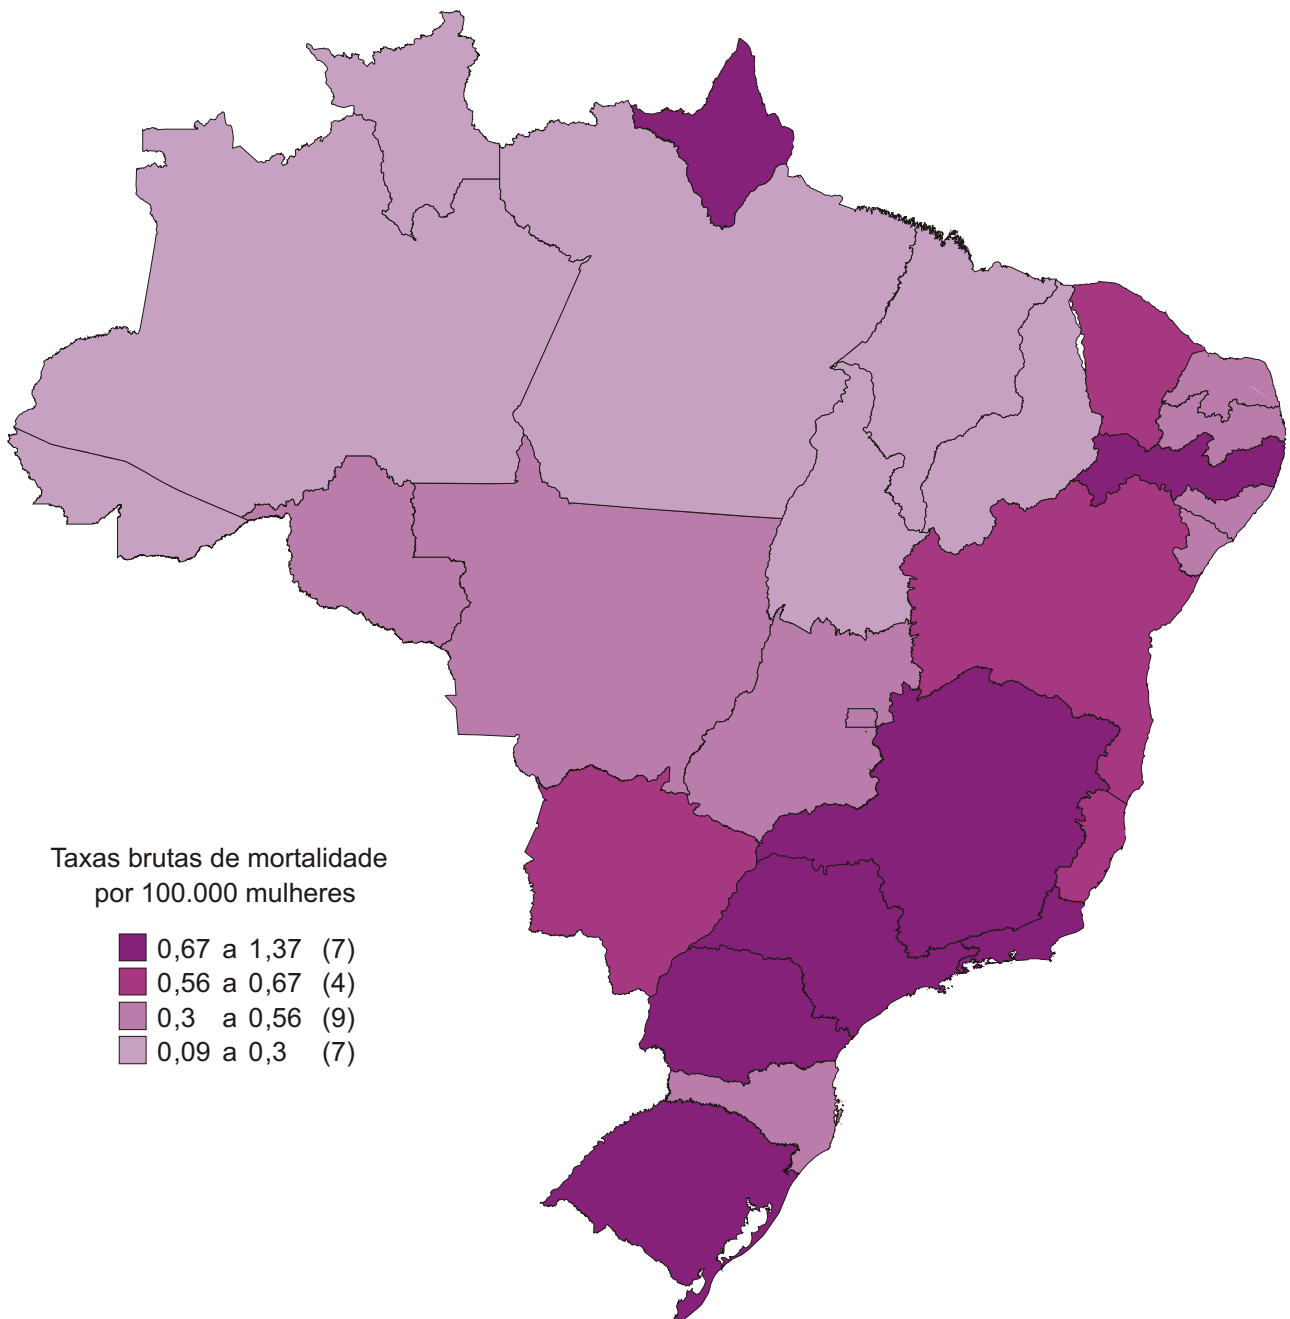 Taxas brutas de mortalidade
por 100.000 mulheres
0,67 a 1,37 (7)
0,56 a 0,67 (4)
0,3 a 0,56 (9)
0,09 a 0,3 (7)